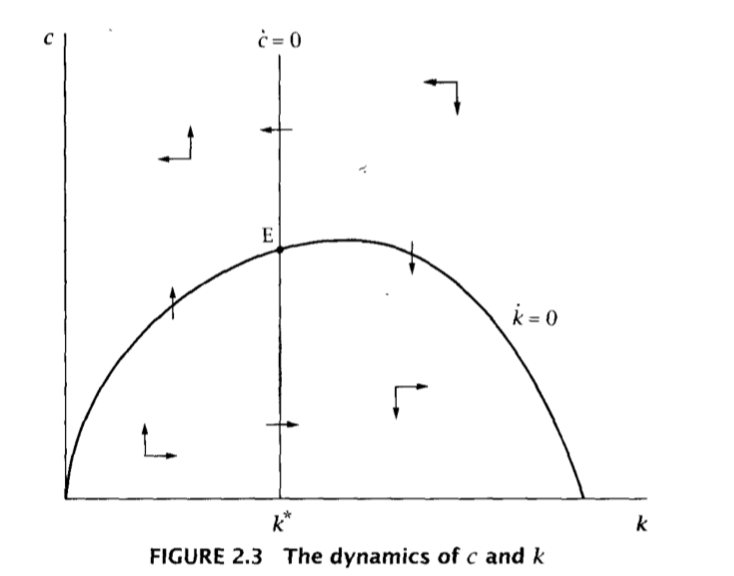 c
ċ = 0
E
k̇ = 0
k*
k
FIGURE 2.3 The dynamics of c and k